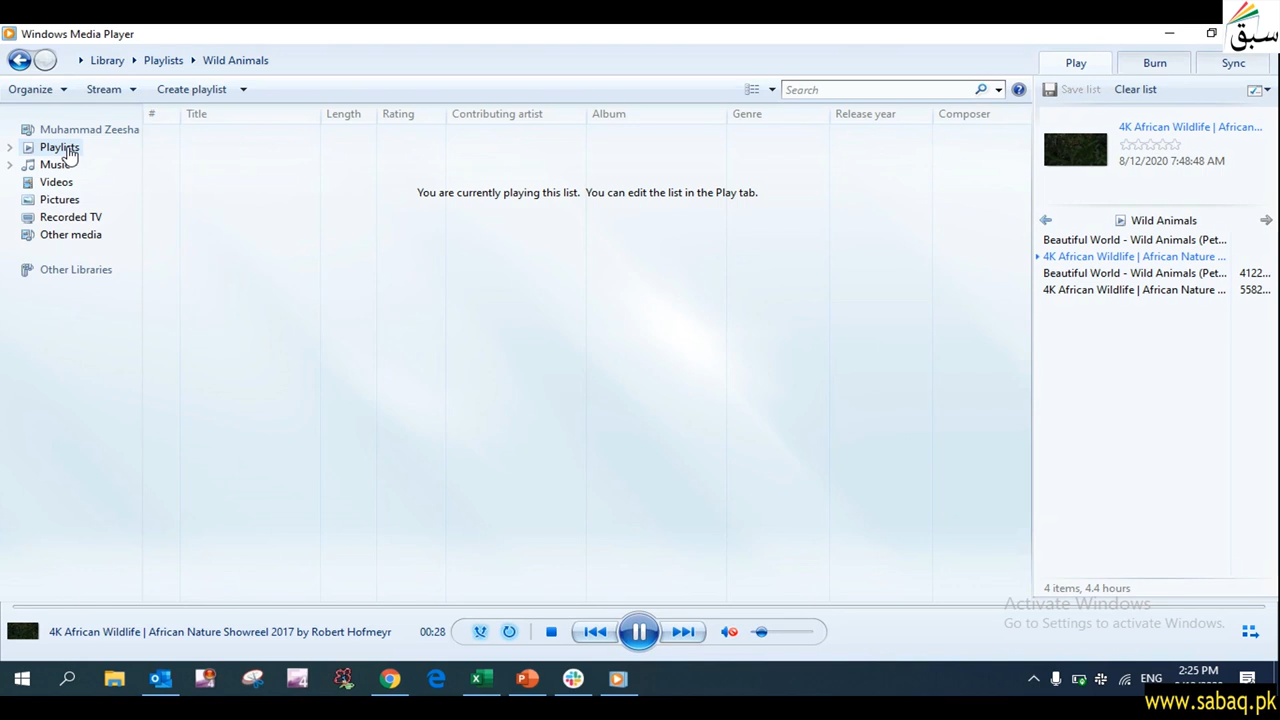 سبق
Windows Media Player
Library Playlists Wild Animals
Play Burn Sync
Organize Stream Create playlist Search
Save list Clear list
# Title Length Rating Contributing artist Album Genre Release year Composer
Muhammad Zeesha
Playlists
Music
Videos
Pictures
Recorded TV
Other media
Other Libraries
You are currently playing this list. You can edit the list in the Play tab.
4K African Wildlife | African...
8/12/2020 7:48:48 AM
Wild Animals
Beautiful World - Wild Animals (Pet...
4K African Wildlife | African Nature ...
Beautiful World - Wild Animals (Pet... 4122...
4K African Wildlife | African Nature ... 5582...
4 items, 4.4 hours
Activate Windows
Go to Settings to activate Windows.
4K African Wildlife | African Nature Showreel 2017 by Robert Hofmeyr 00:28
ENG 2:25 PM
www.sabaq.pk